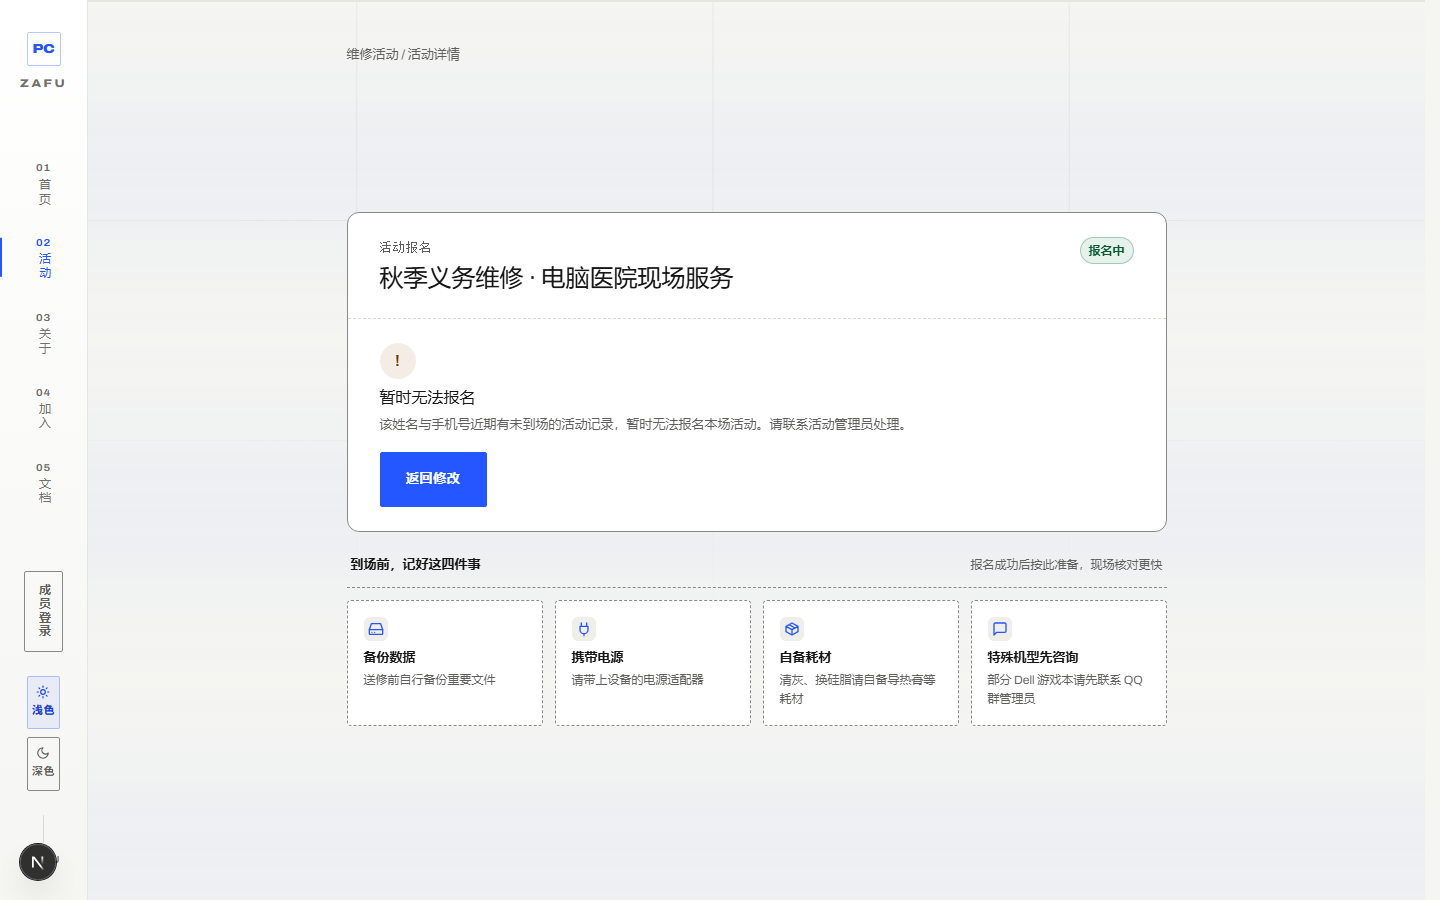 PC
ZAFU
01
首页
02
活动
03
关于
04
加入
05
文档
成员登录
浅色
深色
N
维修活动 / 活动详情
活动报名
报名中
秋季义务维修 · 电脑医院现场服务
!
暂时无法报名
该姓名与手机号近期有未到场的活动记录，暂时无法报名本场活动。请联系活动管理员处理。
返回修改
到场前，记好这四件事
报名成功后按此准备，现场核对更快
备份数据
送修前自行备份重要文件
携带电源
请带上设备的电源适配器
自备耗材
清灰、换硅脂请自备导热膏等
耗材
特殊机型先咨询
部分 Dell 游戏本请先联系 QQ
群管理员